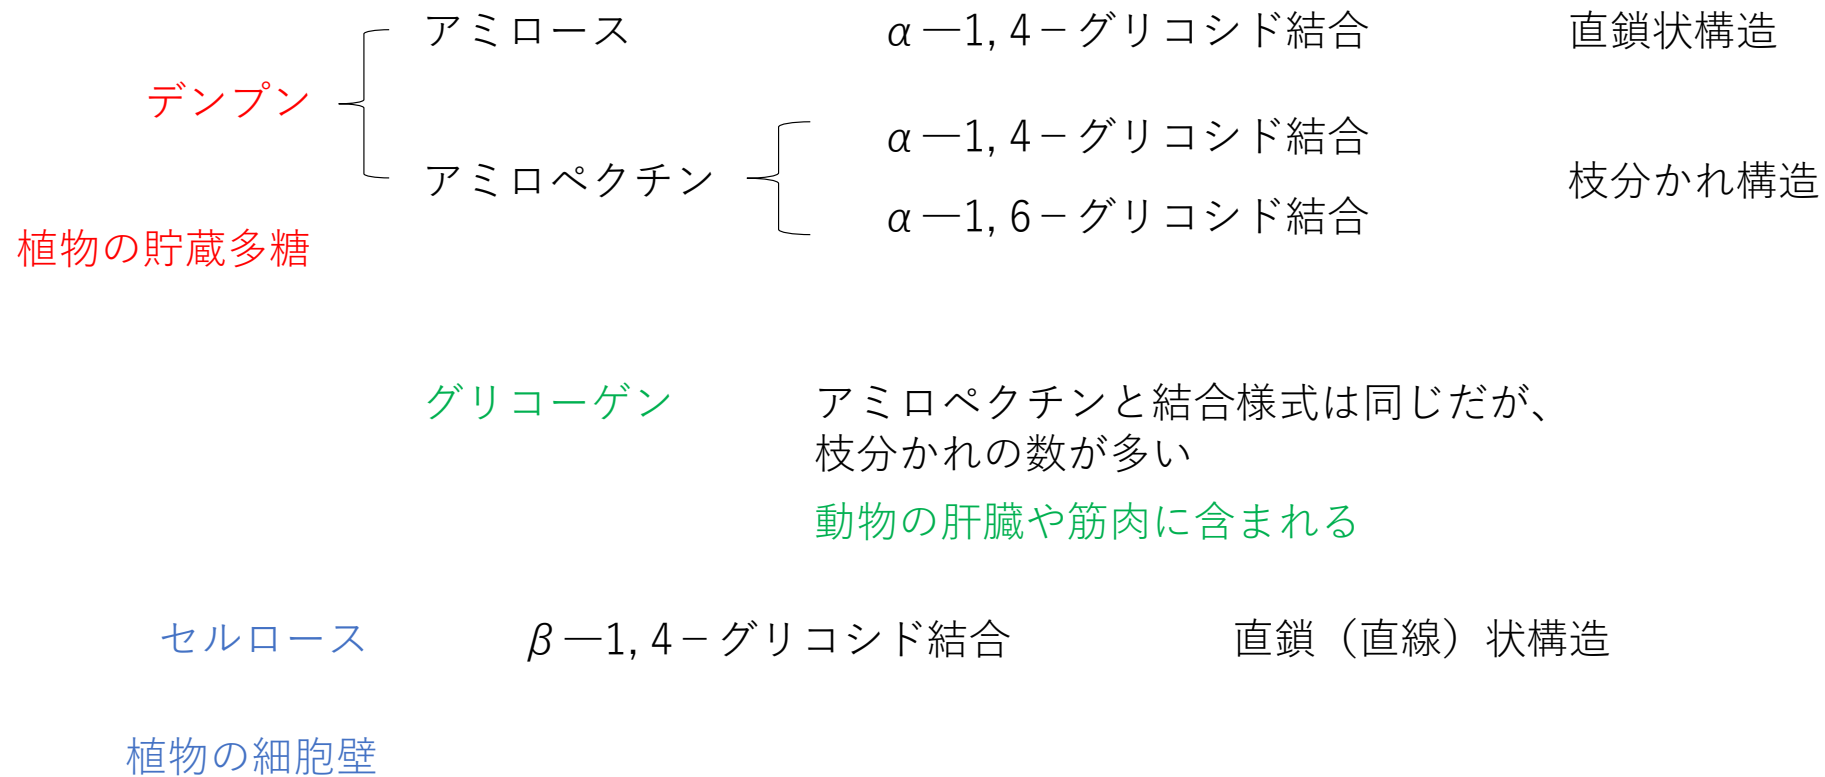 アミロース
α―1, 4－グリコシド結合
直鎖状構造
デンプン
α―1, 4－グリコシド結合
アミロペクチン
枝分かれ構造
α―1, 6－グリコシド結合
植物の貯蔵多糖
グリコーゲン
アミロペクチンと結合様式は同じだが、
枝分かれの数が多い
動物の肝臓や筋肉に含まれる
セルロース
β―1, 4－グリコシド結合
直鎖（直線）状構造
植物の細胞壁